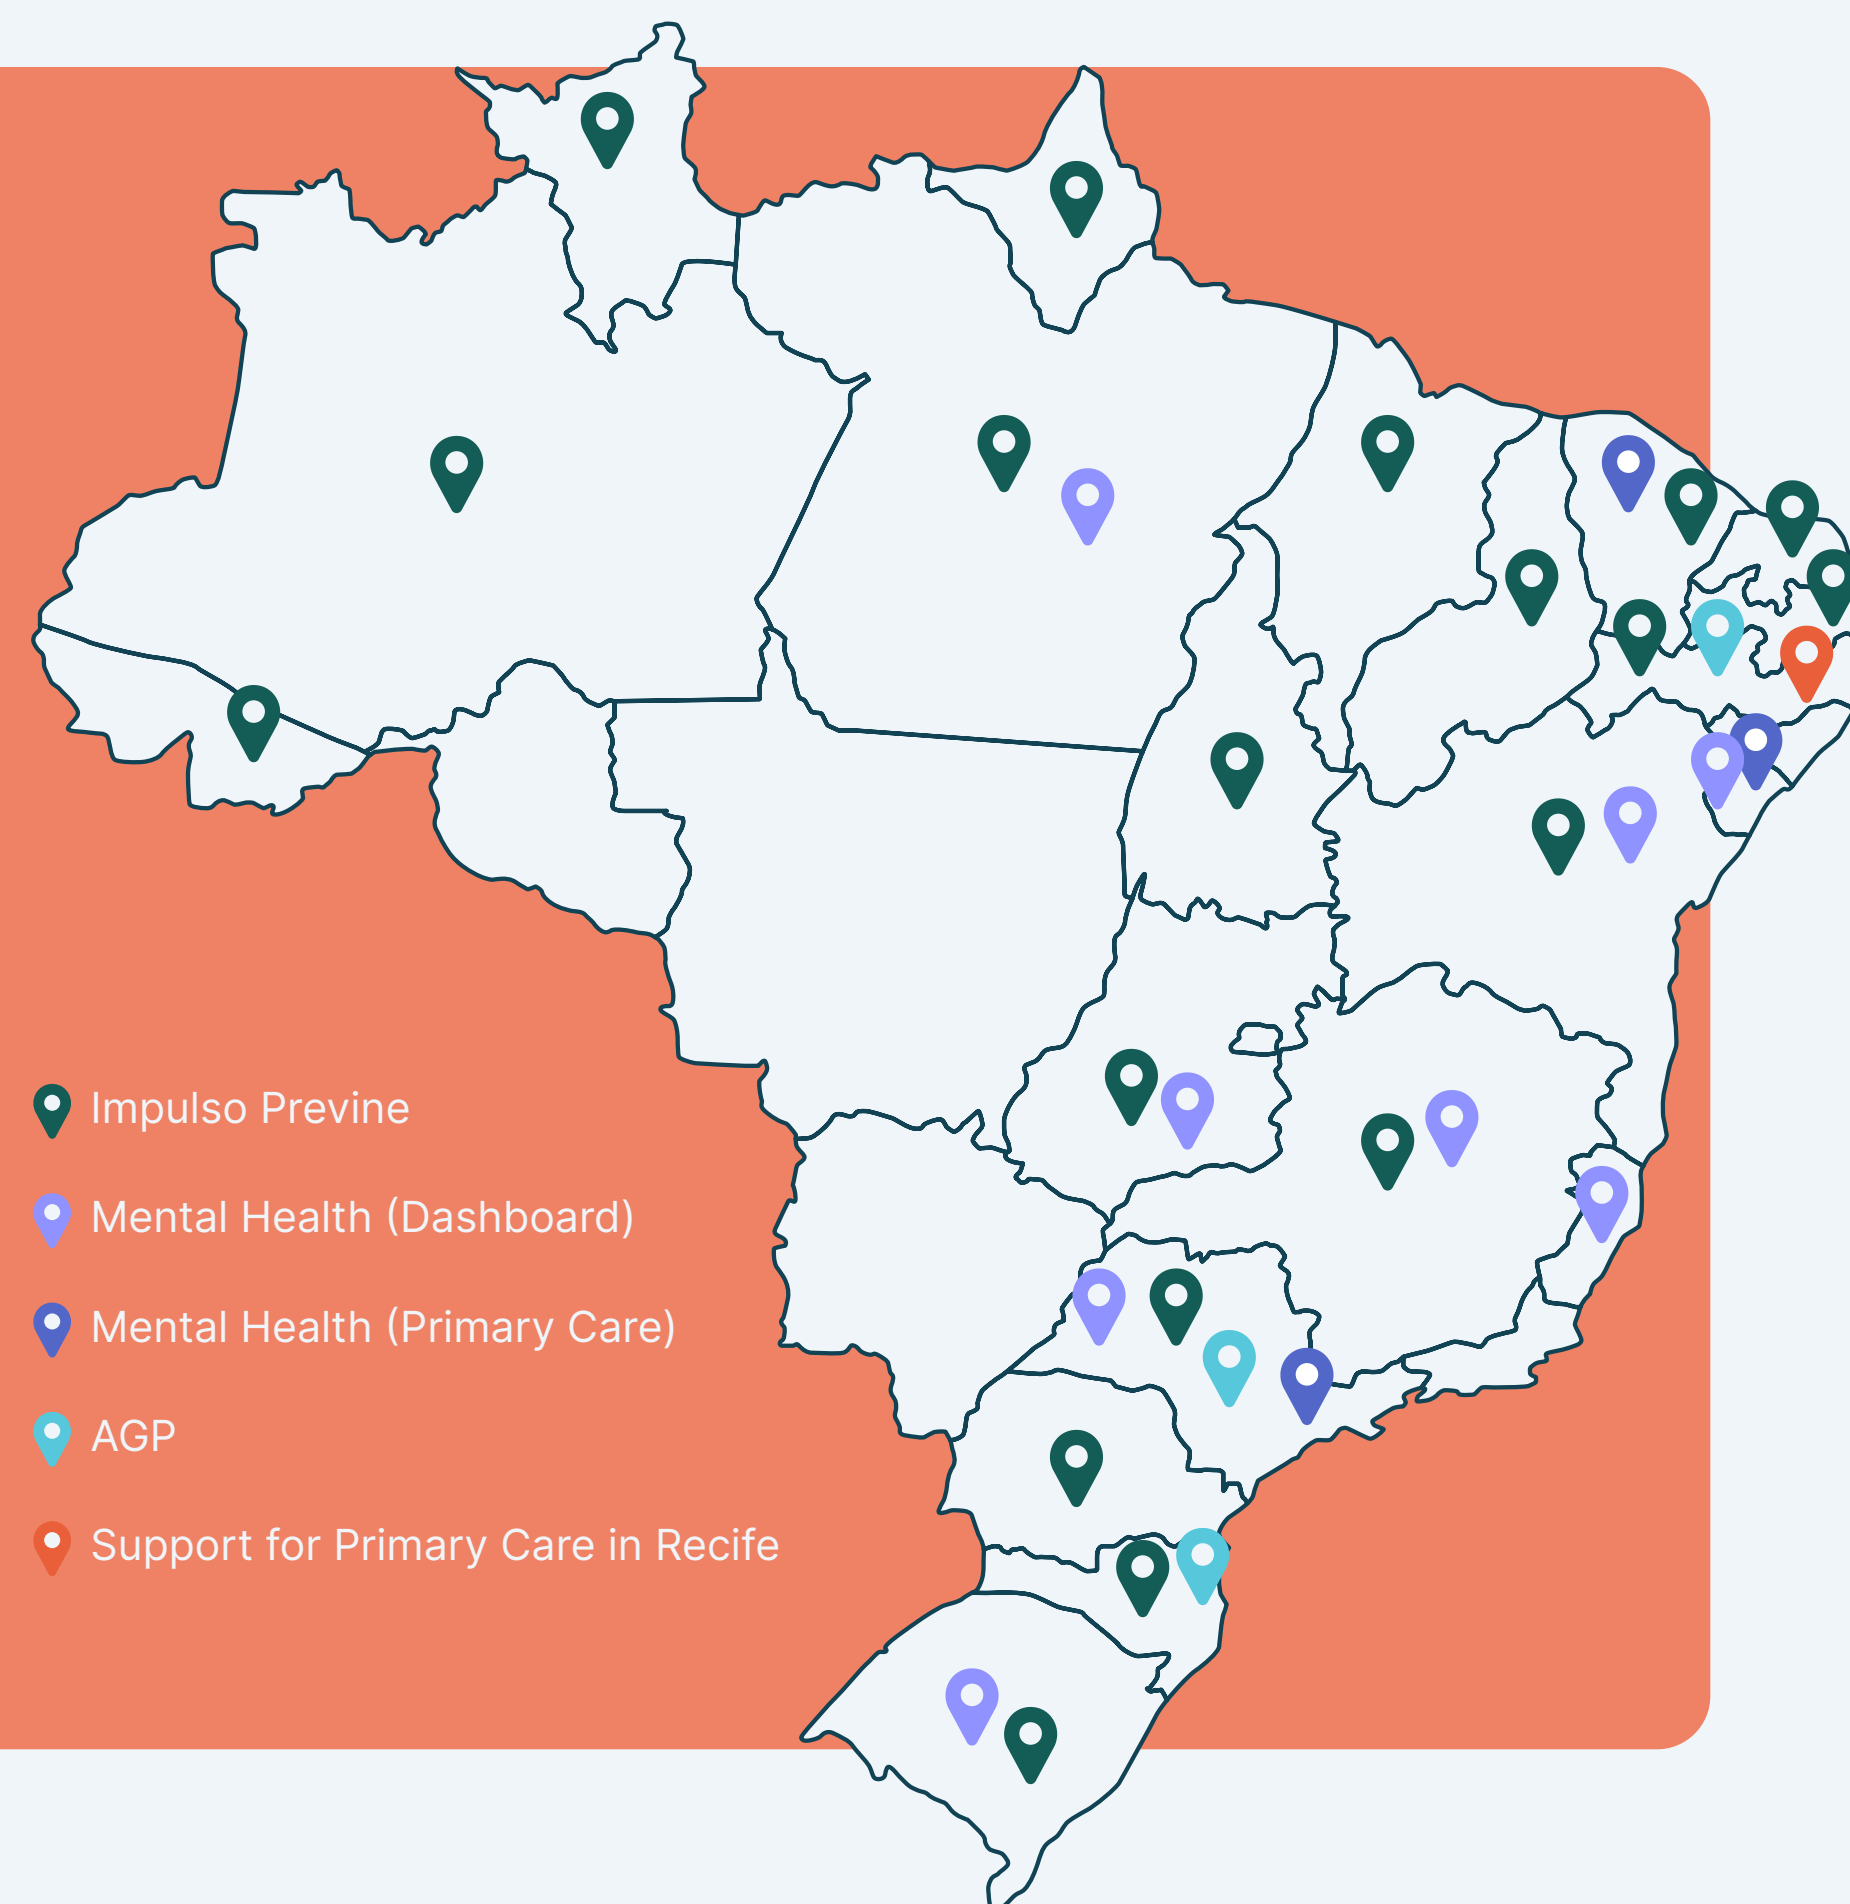 Impulso Previne
Mental Health (Dashboard)
Mental Health (Primary Care)
AGP
Support for Primary Care in Recife